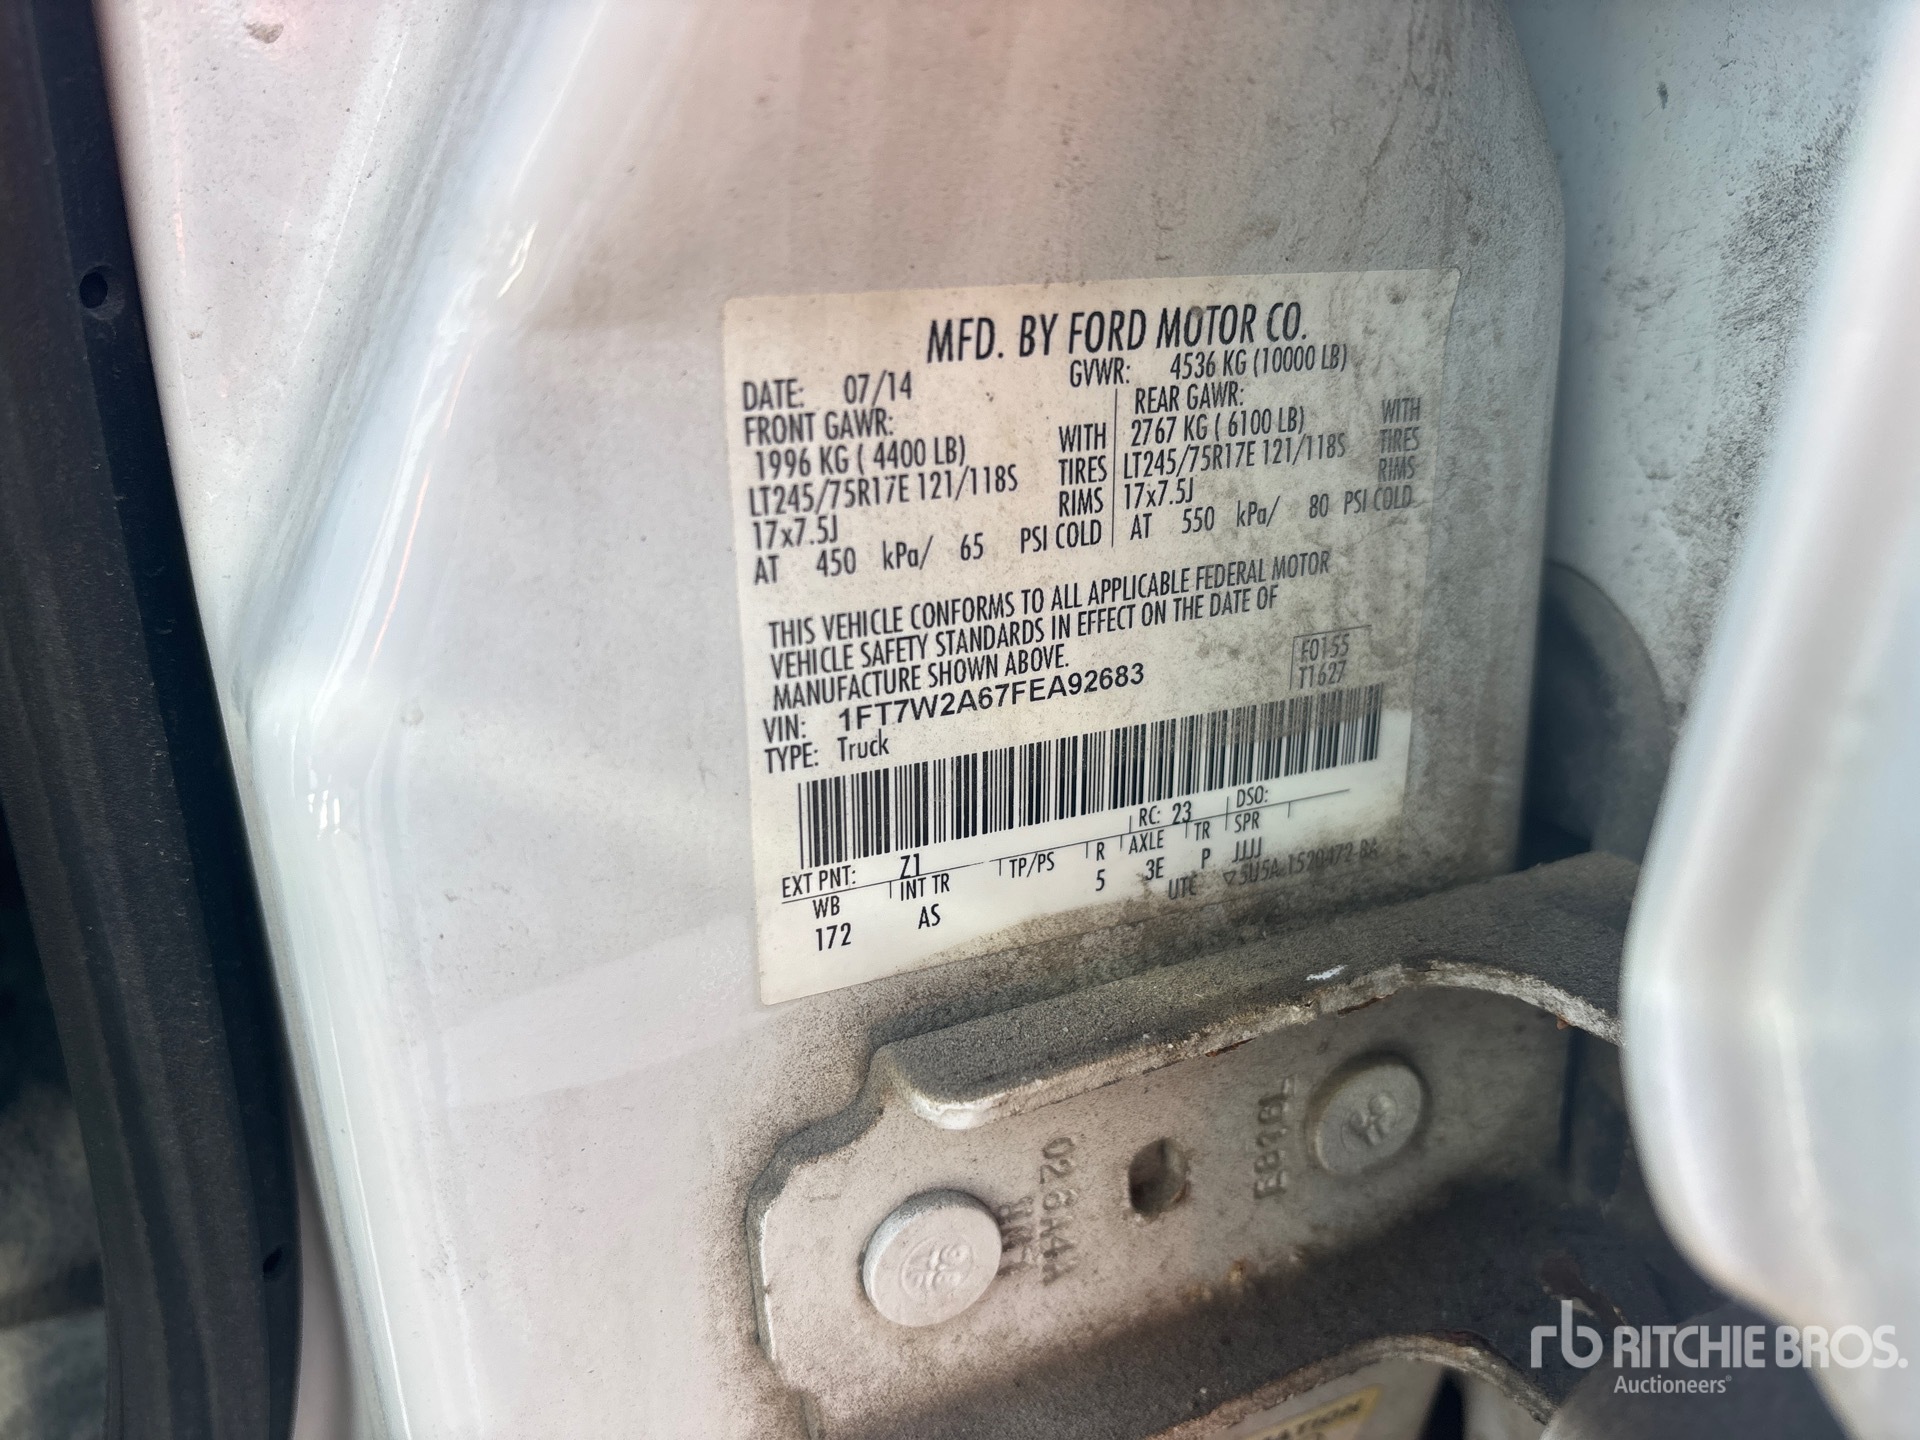 MFD. BY FORD MOTOR CO.
DATE: 07/14 GVWR: 4536 KG (10000 LB)
FRONT GAWR: REAR GAWR:
1996 KG ( 4400 LB) WITH 2767 KG ( 6100 LB) WITH
LT245/75R17E 121/118S TIRES LT245/75R17E 121/118S TIRES
17x7.5J RIMS 17x7.5J RIMS
AT 450 kPa/ 65 PSI COLD AT 550 kPa/ 80 PSI COLD
THIS VEHICLE CONFORMS TO ALL APPLICABLE FEDERAL MOTOR
VEHICLE SAFETY STANDARDS IN EFFECT ON THE DATE OF
MANUFACTURE SHOWN ABOVE.
F0155
T1627
VIN: 1FT7W2A67FEA92683
TYPE: Truck
EXT PNT: Z1 RC: 23 DSO:
WB INT TR TP/PS R AXLE TR SPR
172 AS 5 3E P JJJJ
UTC
rb RITCHIE BROS.
Auctioneers